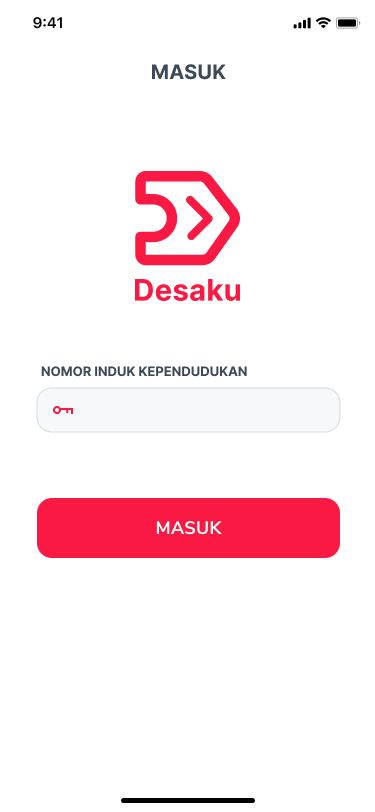 9:41
MASUK
Desaku
NOMOR INDUK KEPENDUDUKAN
MASUK